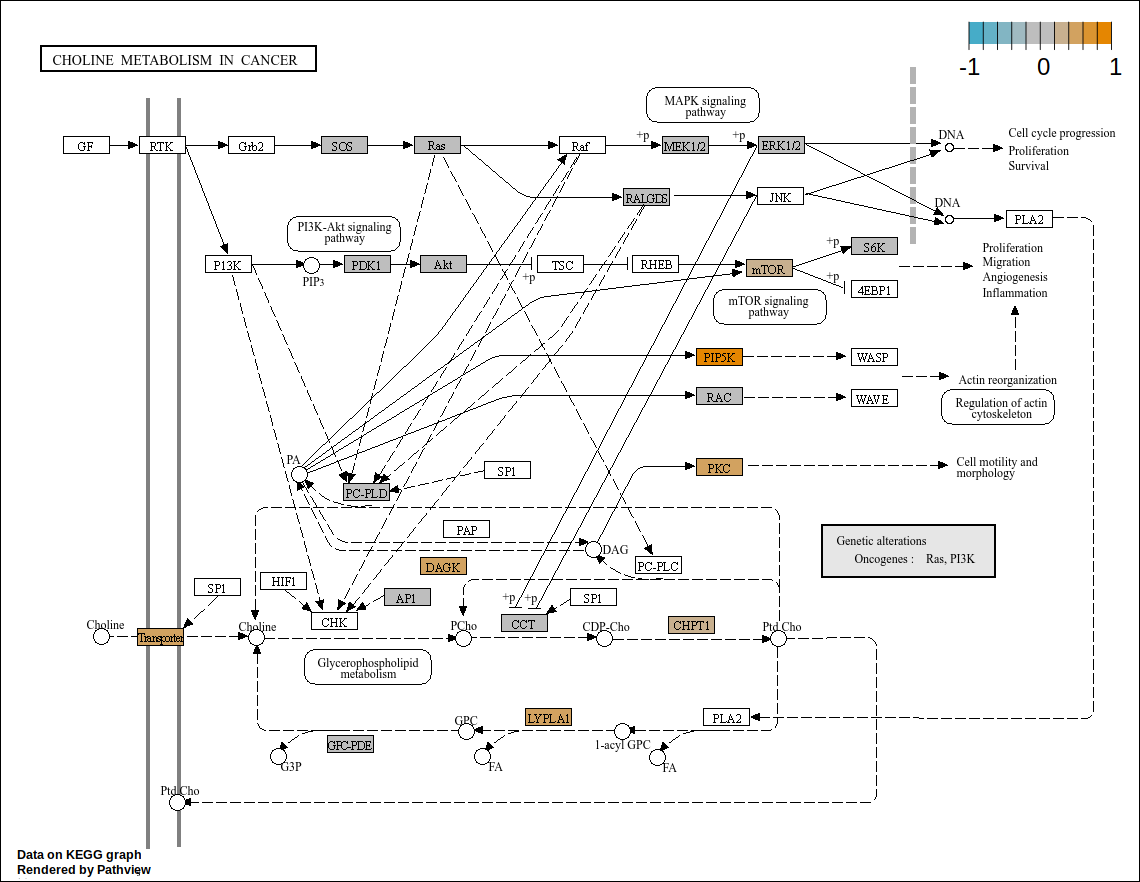 CHOLINE METABOLISM IN CANCER
-1 0 1
MAPK signaling
pathway
GF
RTK
Grb2
SOS
Ras
Raf
+p
MEK1/2
+p
ERK1/2
DNA
Cell cycle progression
Proliferation
Survival
RALGDS
JNK
DNA
PLA2
PI3K-Akt signaling
pathway
P13K
PIP3
PDK1
Akt
+p
TSC
RHEB
mTOR
+p
S6K
+p
4EBP1
Proliferation
Migration
Angiogenesis
Inflammation
mTOR signaling
pathway
PIP5K
WASP
RAC
WAVE
Actin reorganization
Regulation of actin
cytoskeleton
PA
PC-PLD
SP1
PKC
Cell motility and
morphology
PAP
DAG
DAGK
PC-PLC
Genetic alterations
Oncogenes : Ras, PI3K
SP1
HIF1
AP1
+p
+p
SP1
CHK
CCT
CHPT1
Choline
Transporter
Choline
PCho
CDP-Cho
Ptd Cho
Glycerophospholipid
metabolism
GPC
LYPLA1
PLA2
GFC-PDE
1-acyl GPC
G3P
FA
FA
Ptd Cho
Data on KEGG graph
Rendered by Pathview